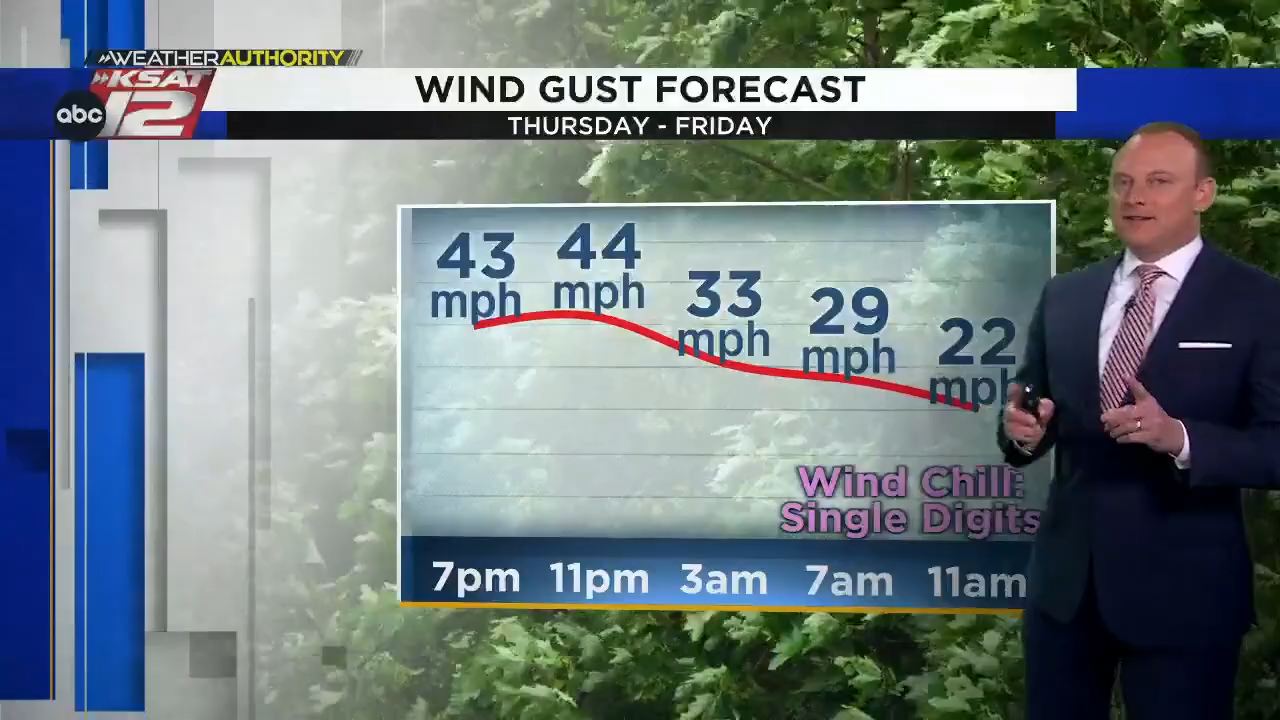 »WEATHERAUTHORITY
»KSAT
abc 12
WIND GUST FORECAST
THURSDAY - FRIDAY
43 44 33 29 22
mph mph mph mph mph
Wind Chill:
Single Digits
7pm 11pm 3am 7am 11am